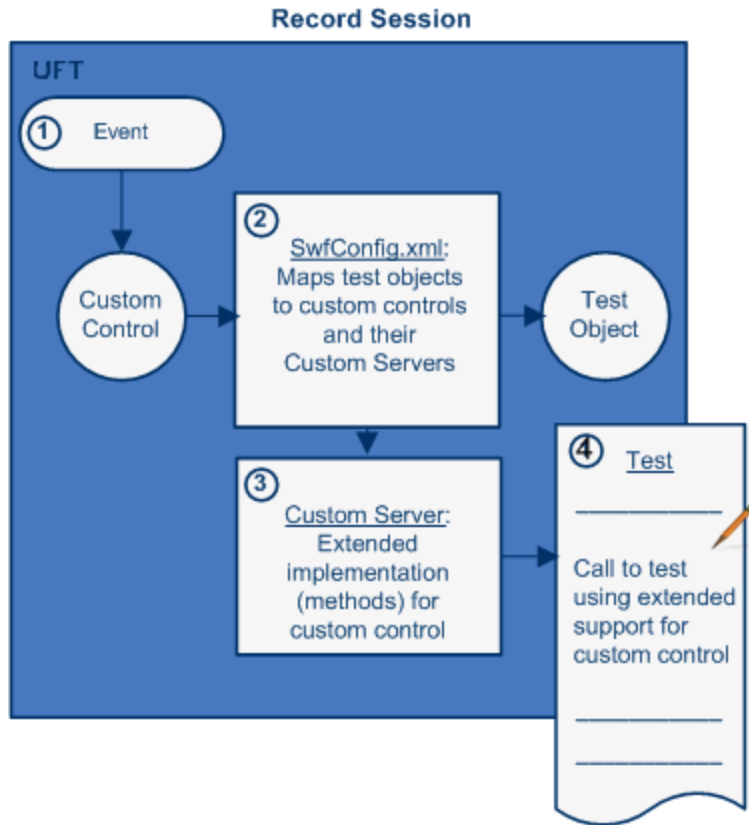 Record Session
UFT
1 Event
Custom
Control
2
SwfConfig.xml:
Maps test objects
to custom controls
and their
Custom Servers
Test
Object
3
Custom Server:
Extended
implementation
(methods) for
custom control
4 Test
Call to test
using extended
support for
custom control